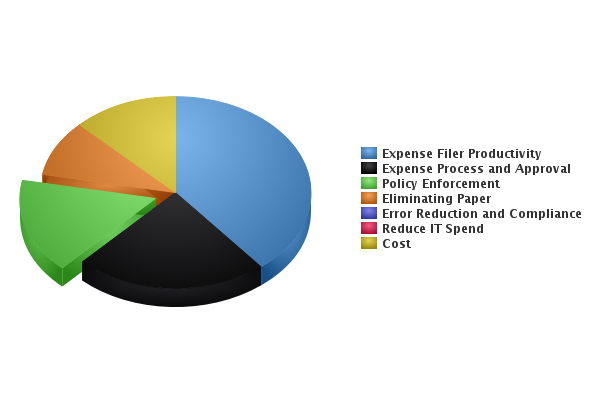 Expense Filer Productivity
Expense Process and Approval
Policy Enforcement
Eliminating Paper
Error Reduction and Compliance
Reduce IT Spend
Cost